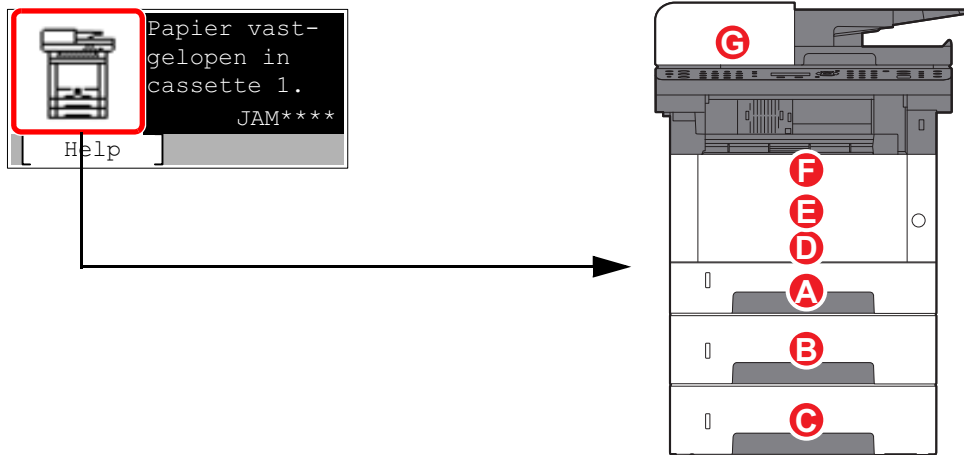 Papier vast-
gelopen in
cassette 1.
JAM****
Help
G
F
E
D
A
B
C